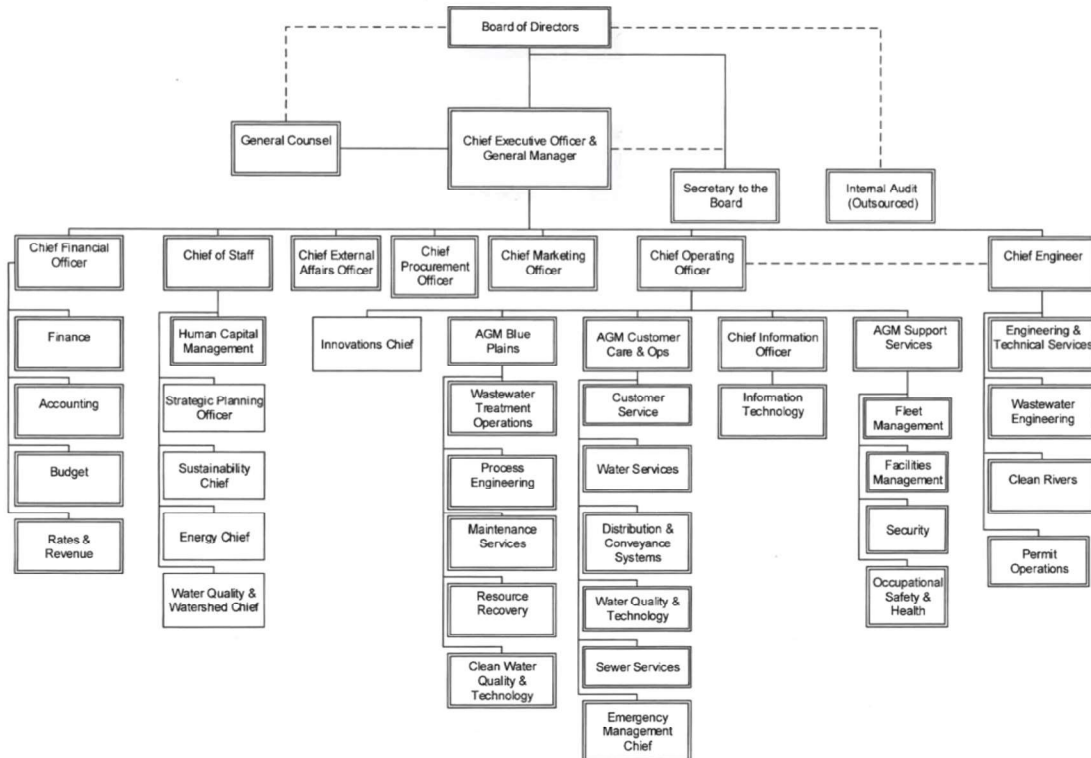 Board of Directors
General Counsel
Chief Executive Officer &
General Manager
Secretary to the
Board
Internal Audit
(Outsourced)
Chief Financial
Officer
Chief of Staff
Chief External
Affairs Officer
Chief
Procurement
Officer
Chief Marketing
Officer
Chief Operating
Officer
Chief Engineer
Finance
Accounting
Budget
Rates &
Revenue
Human Capital
Management
Strategic Planning
Officer
Sustainability
Chief
Energy Chief
Water Quality &
Watershed Chief
Innovations Chief
AGM Blue
Plains
Wastewater
Treatment
Operations
Process
Engineering
Maintenance
Services
Resource
Recovery
Clean Water
Quality &
Technology
AGM Customer
Care & Ops
Customer
Service
Water Services
Distribution &
Conveyance
Systems
Water Quality &
Technology
Sewer Services
Emergency
Management
Chief
Chief Information
Officer
Information
Technology
AGM Support
Services
Fleet
Management
Facilities
Management
Security
Occupational
Safety &
Health
Engineering &
Technical Services
Wastewater
Engineering
Clean Rivers
Permit
Operations